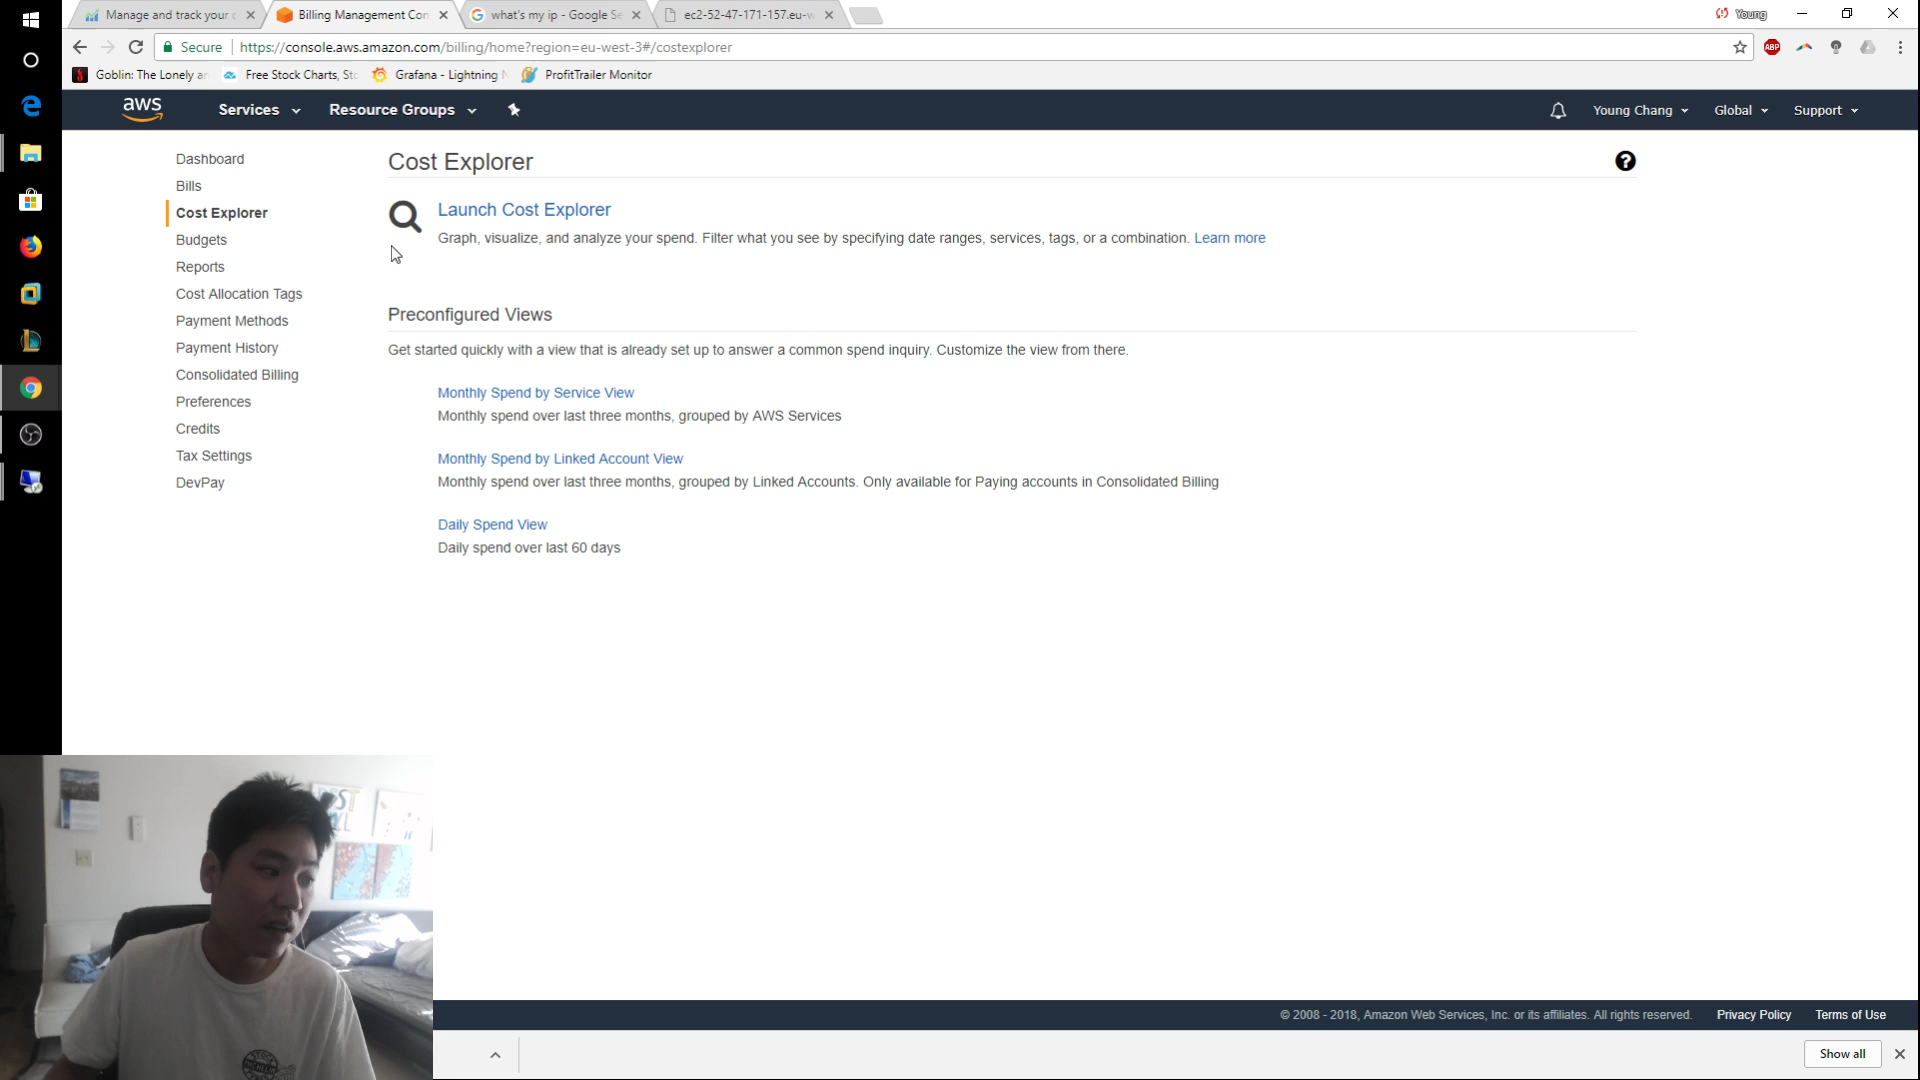 Manage and track your c
Billing Management Con
what's my ip - Google Se
ec2-52-47-171-157.eu-w
Young
Secure
https://console.aws.amazon.com/billing/home?region=eu-west-3#/costexplorer
ABP
Goblin: The Lonely a
Free Stock Charts, Sto
Grafana - Lightning
ProfitTrailer Monitor
aws
Services
Resource Groups
Young Chang
Global
Support
Dashboard
Bills
Cost Explorer
Budgets
Reports
Cost Allocation Tags
Payment Methods
Payment History
Consolidated Billing
Preferences
Credits
Tax Settings
DevPay
Cost Explorer
?
Launch Cost Explorer
Graph, visualize, and analyze your spend. Filter what you see by specifying date ranges, services, tags, or a combination. Learn more
Preconfigured Views
Get started quickly with a view that is already set up to answer a common spend inquiry. Customize the view from there.
Monthly Spend by Service View
Monthly spend over last three months, grouped by AWS Services
Monthly Spend by Linked Account View
Monthly spend over last three months, grouped by Linked Accounts. Only available for Paying accounts in Consolidated Billing
Daily Spend View
Daily spend over last 60 days
© 2008 - 2018, Amazon Web Services, Inc. or its affiliates. All rights reserved.
Privacy Policy
Terms of Use
Show all